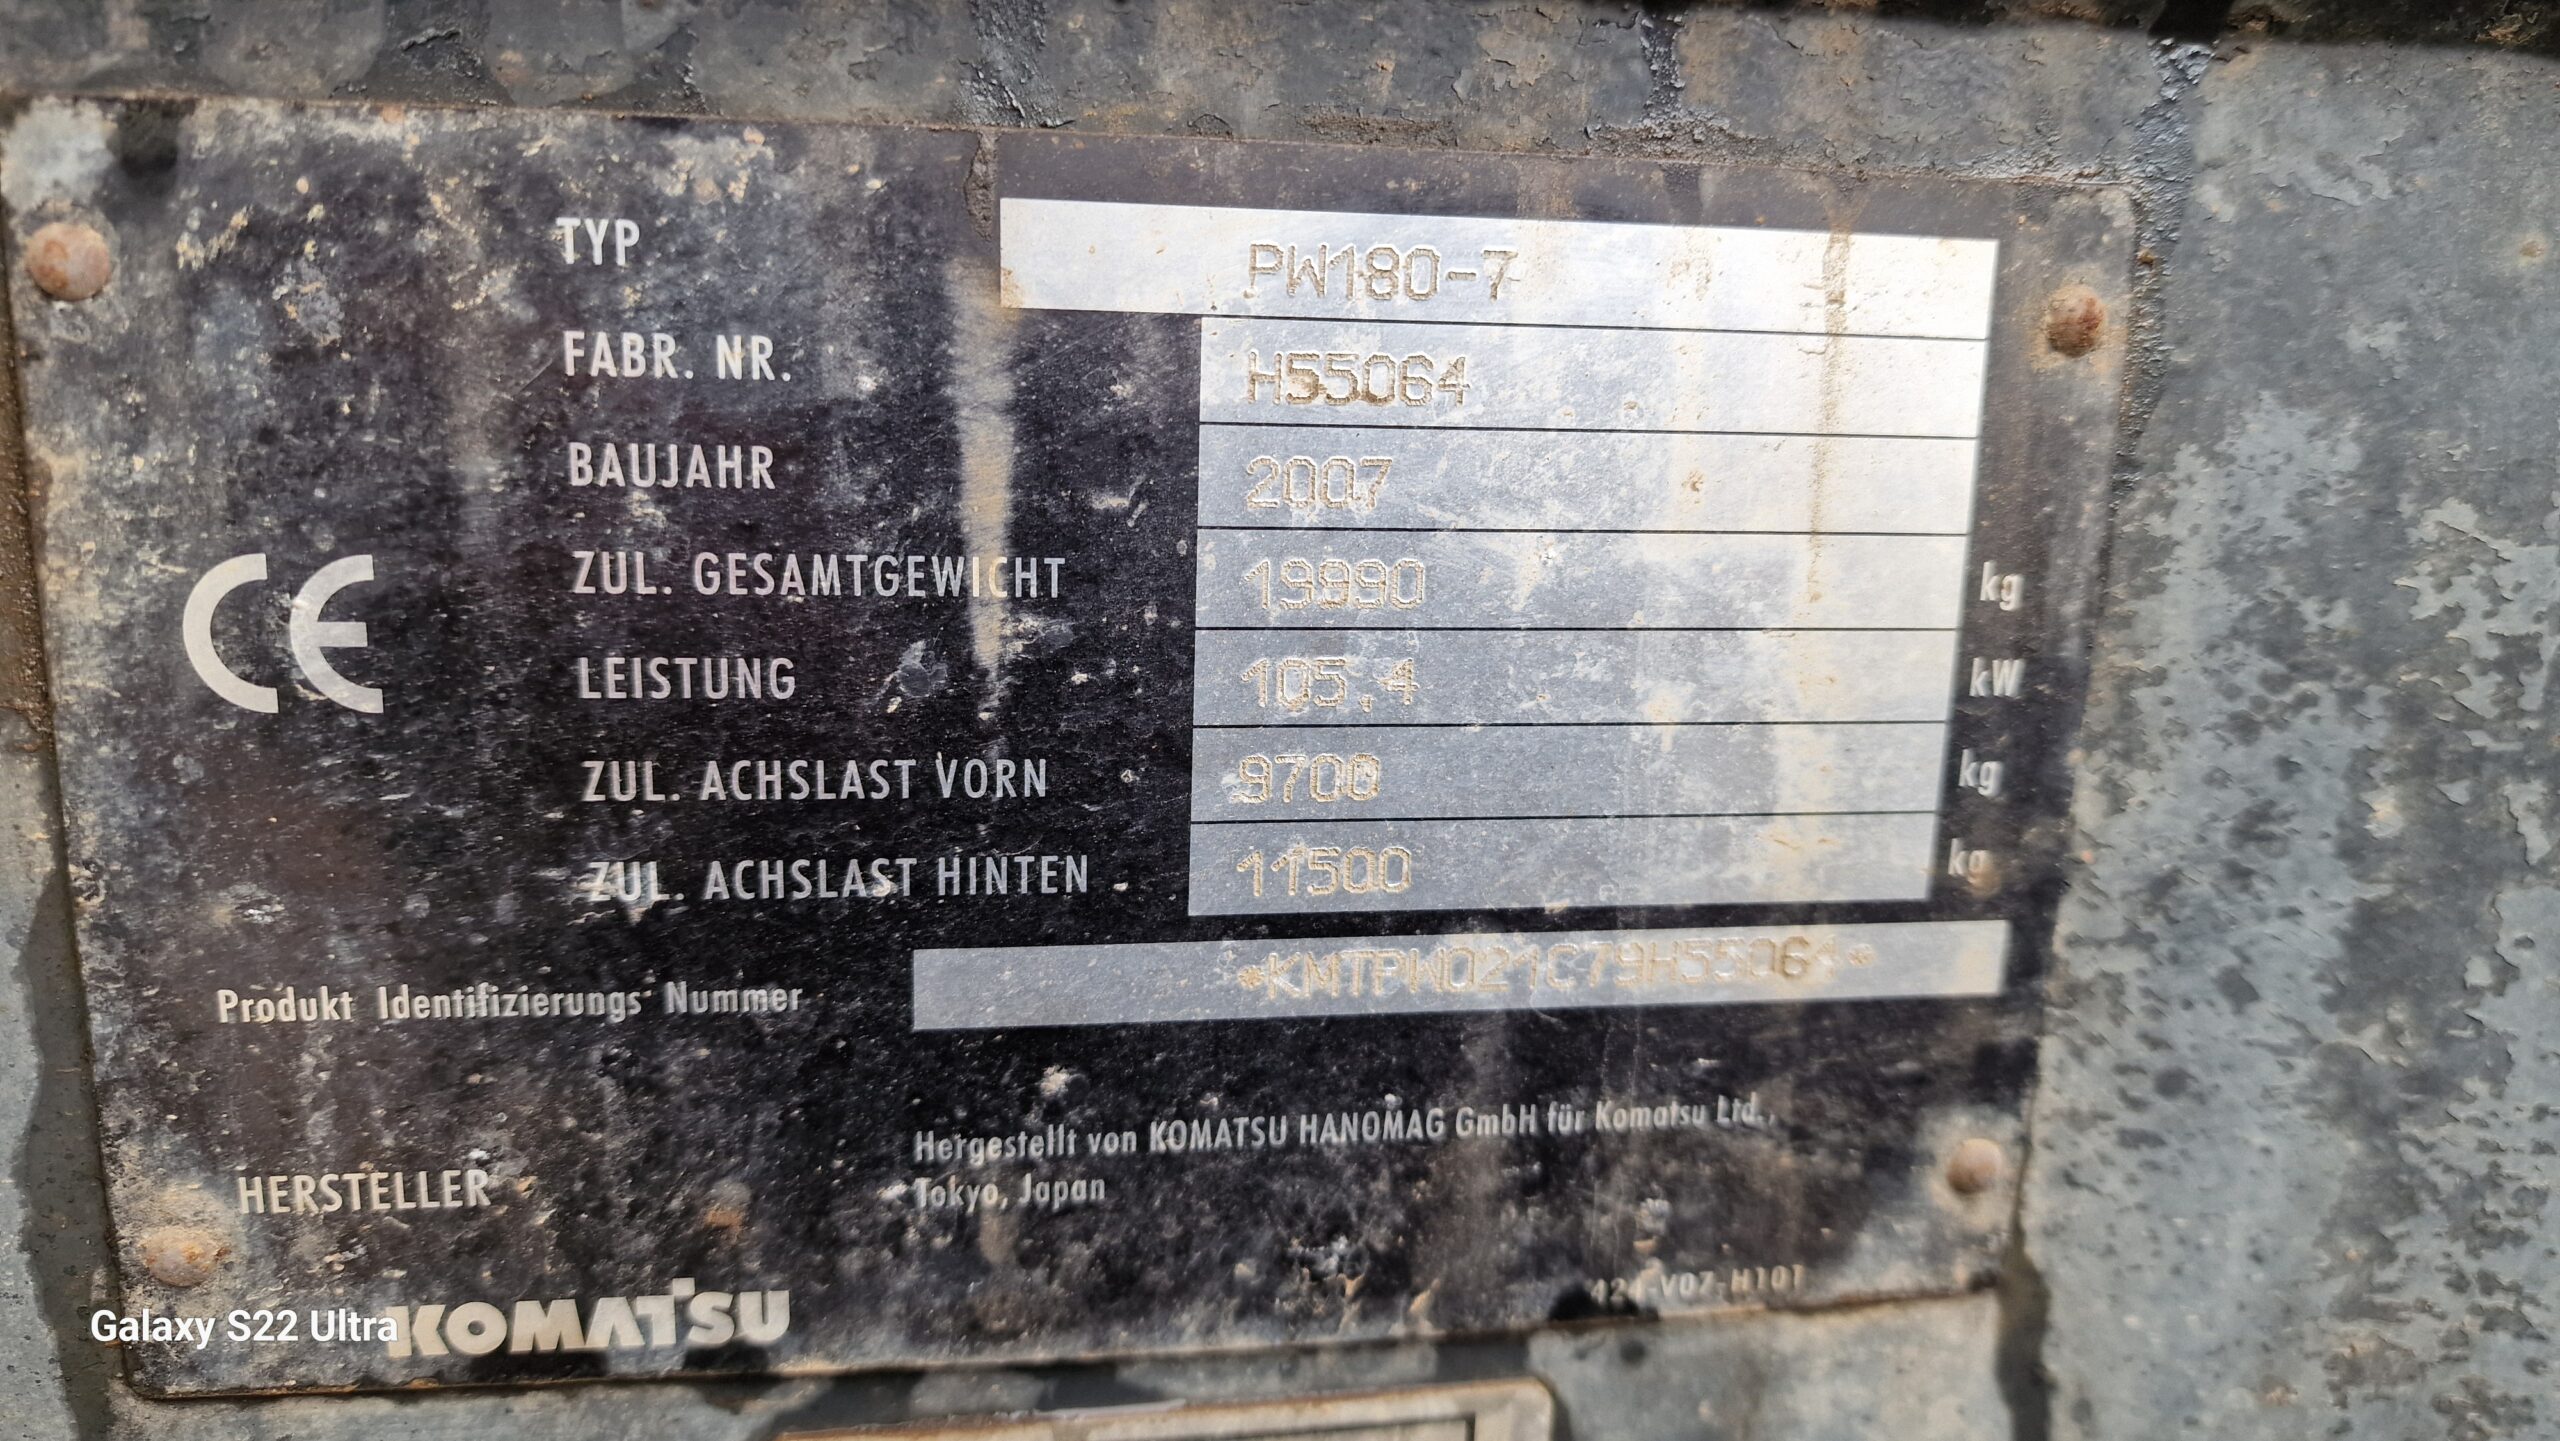 TYP PW180-7
FABR. NR. H55064
BAUJAHR 2007
ZUL. GESAMTGEWICHT 19990 kg
LEISTUNG 105,4 kW
ZUL. ACHSLAST VORN 9700 kg
ZUL. ACHSLAST HINTEN 11500 kg
CE
Produkt Identifizierungs Nummer *KMTPW021C79H55064*
Hergestellt von KOMATSU HANOMAG GmbH für Komatsu Ltd.,
HERSTELLER Tokyo, Japan
KOMATSU
Galaxy S22 Ultra